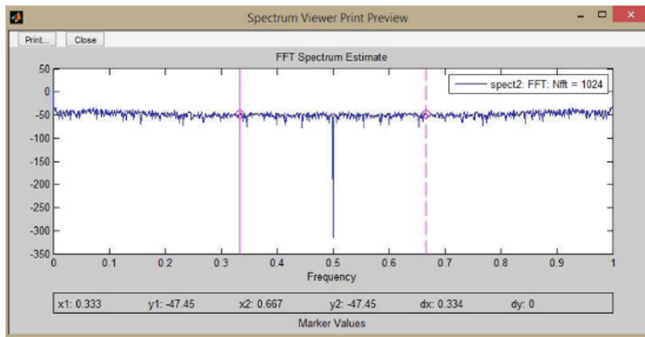 Spectrum Viewer Print Preview
Print... Close
FFT Spectrum Estimate
50
0
-50
-100
-150
-200
-250
-300
-350
spect2: FFT: Nfft = 1024
0 0.1 0.2 0.3 0.4 0.5 0.6 0.7 0.8 0.9 1
Frequency
x1: 0.333 y1: -47.45 x2: 0.667 y2: -47.45 dx: 0.334 dy: 0
Marker Values